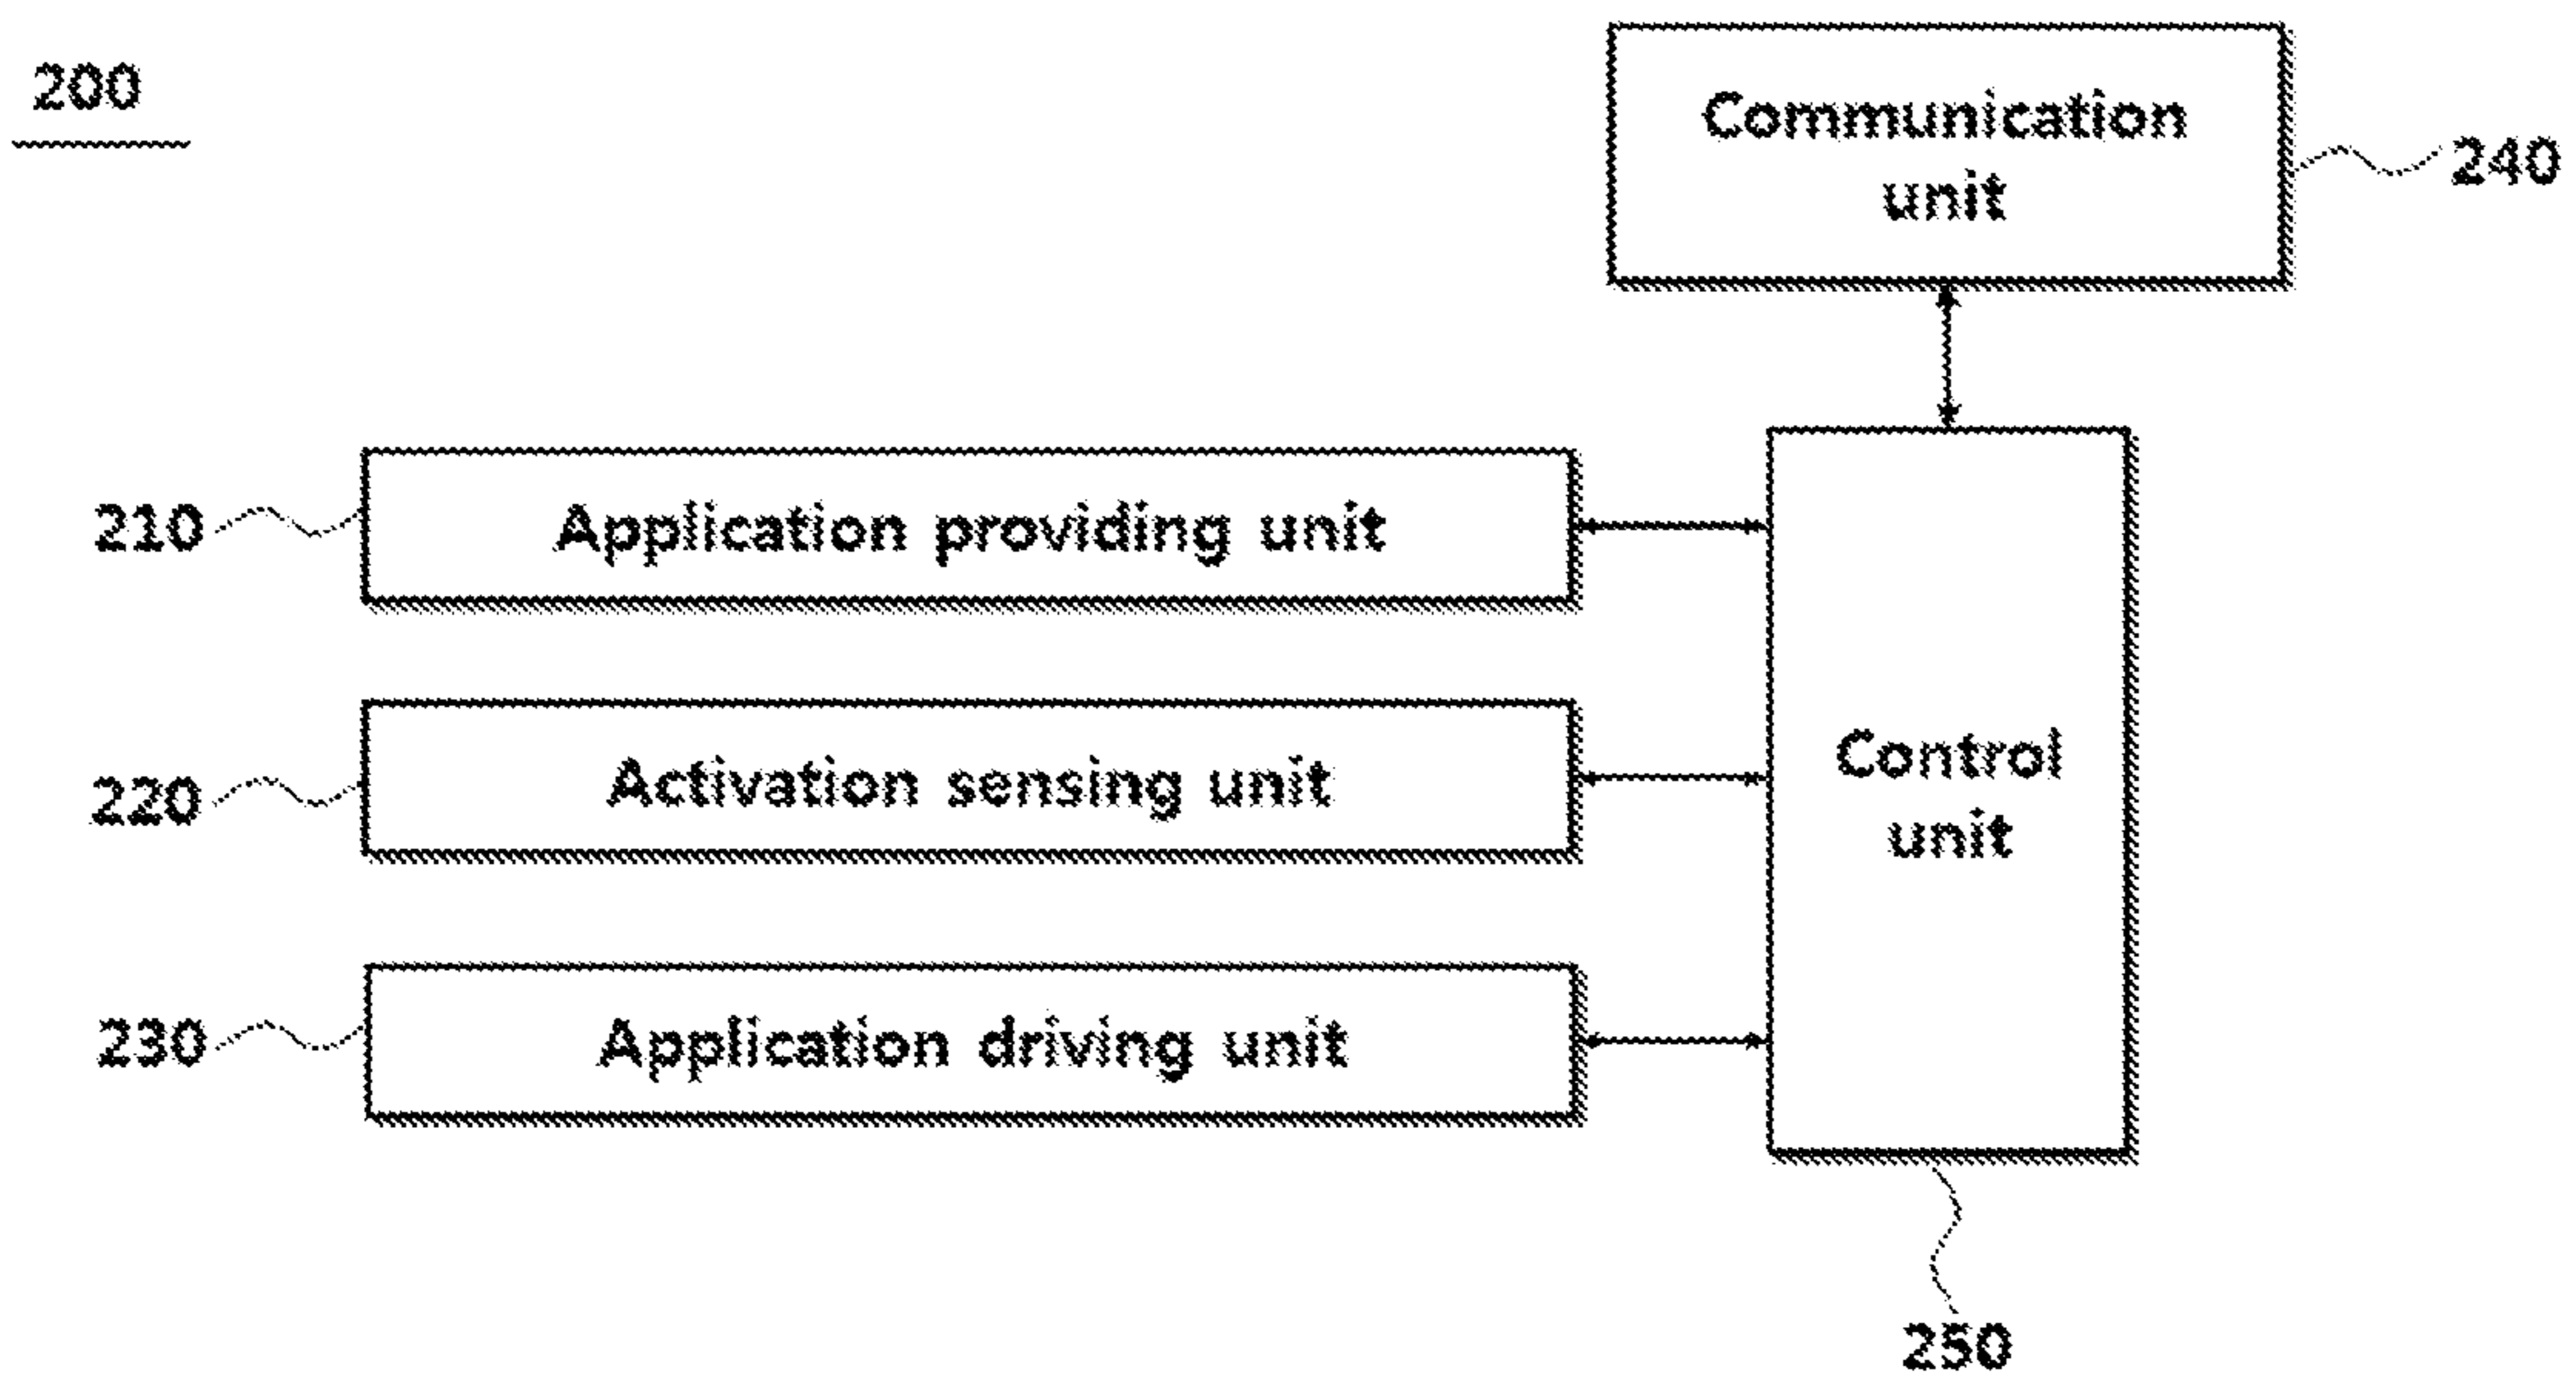 200
Communication
unit
240
210
Application providing unit
220
Activation sensing unit
Control
unit
230
Application driving unit
250